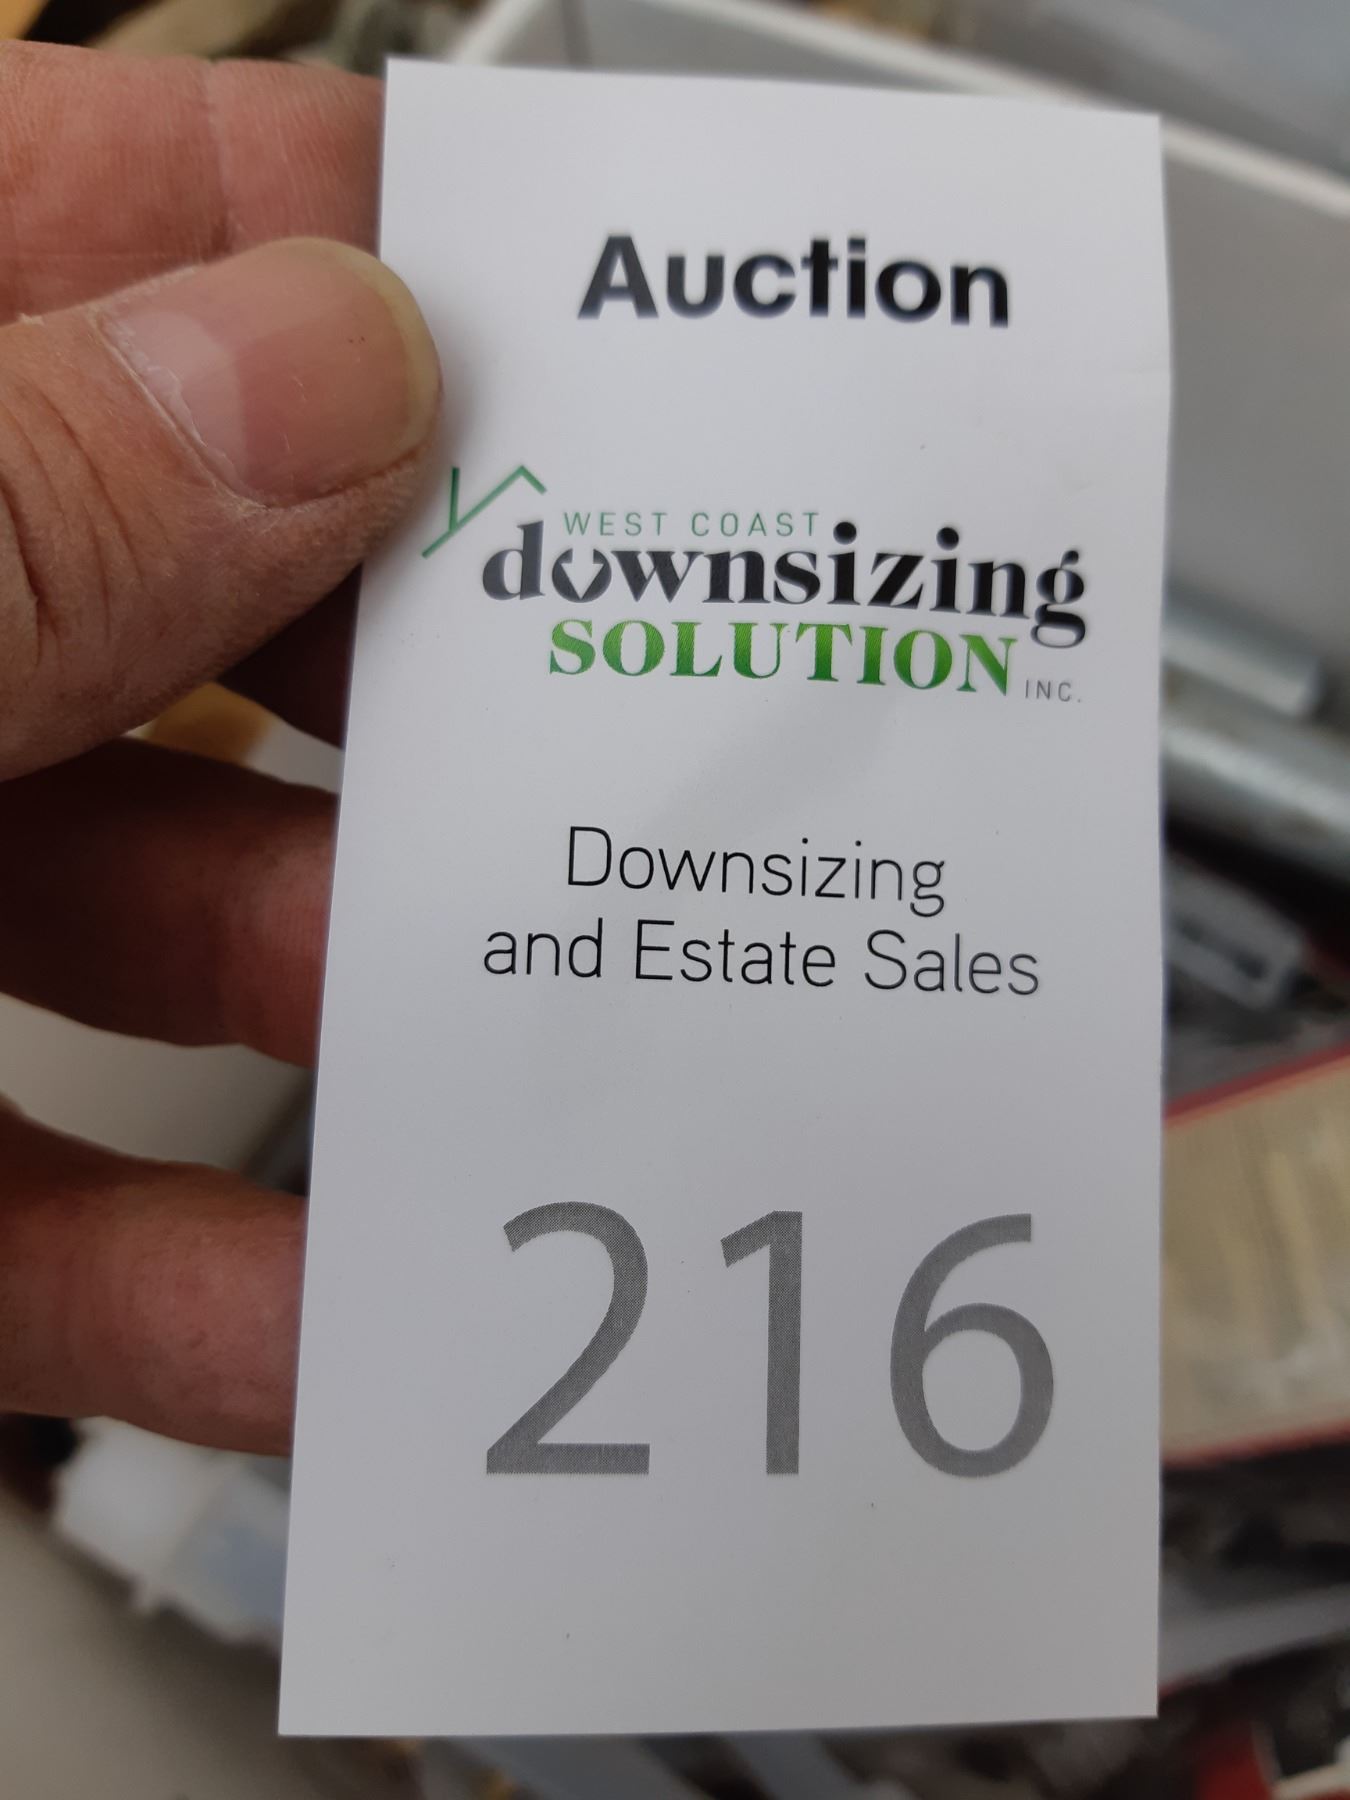 Auction
WEST COAST
downsizing
SOLUTION INC.
Downsizing
and Estate Sales
216